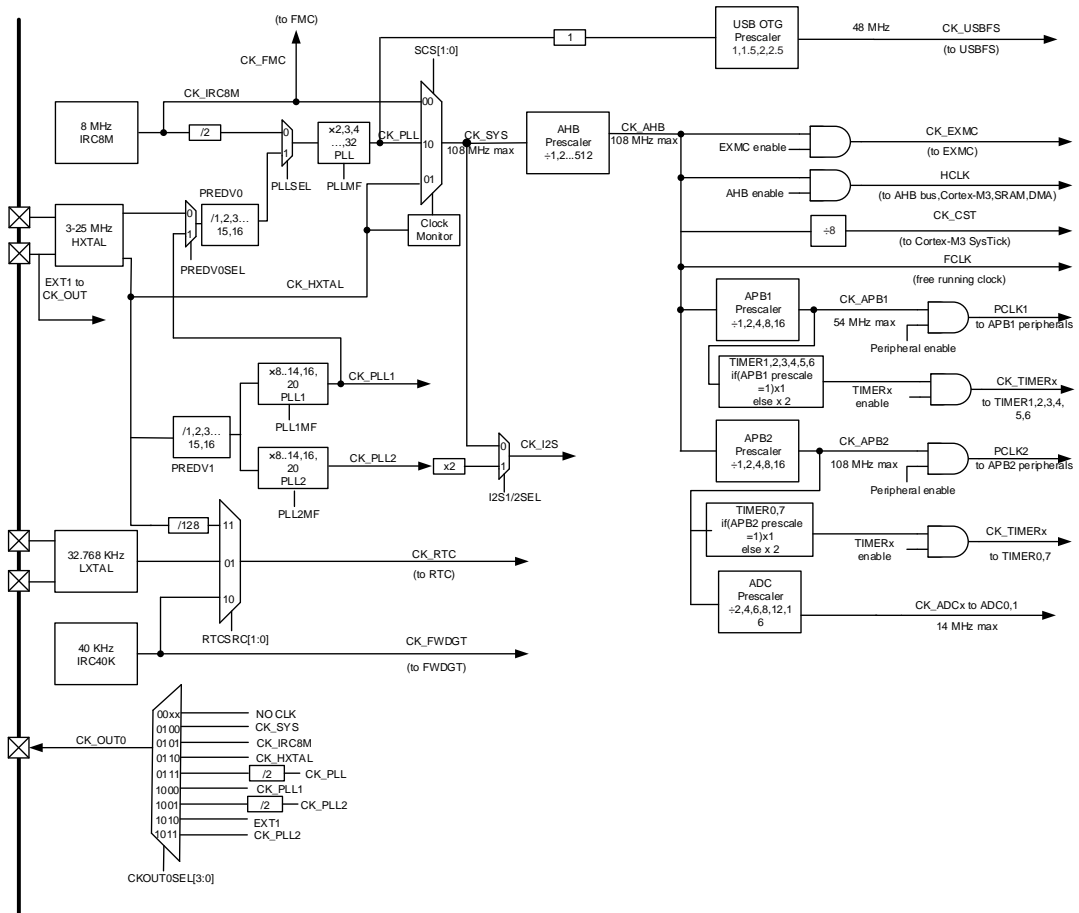 (to FMC)
CK_FMC
SCS[1:0]
1
USB OTG
Prescaler
1,1.5,2,2.5
48 MHz
CK_USBFS
(to USBFS)
8 MHz
IRC8M
CK_IRC8M
/2
0
1
PLLSEL
×2,3,4
…,32
PLL
PLLMF
CK_PLL
00
10
01
CK_SYS
108 MHz max
AHB
Prescaler
÷1,2...512
CK_AHB
108 MHz max
EXMC enable
CK_EXMC
(to EXMC)
AHB enable
HCLK
(to AHB bus,Cortex-M3,SRAM,DMA)
÷8
CK_CST
(to Cortex-M3 SysTick)
FCLK
(free running clock)
Clock
Monitor
3-25 MHz
HXTAL
PREDV0
0
1
/1,2,3…
15,16
PREDV0SEL
EXT1 to
CK_OUT
CK_HXTAL
APB1
Prescaler
÷1,2,4,8,16
CK_APB1
54 MHz max
Peripheral enable
PCLK1
to APB1 peripherals
TIMER1,2,3,4,5,6
if(APB1 prescale
=1)x1
else x 2
TIMERx
enable
CK_TIMERx
to TIMER1,2,3,4,
5,6
×8..14,16,
20
PLL1
PLL1MF
CK_PLL1
/1,2,3…
15,16
PREDV1
×8..14,16,
20
PLL2
PLL2MF
CK_PLL2
x2
0
1
CK_I2S
I2S1/2SEL
APB2
Prescaler
÷1,2,4,8,16
CK_APB2
108 MHz max
Peripheral enable
PCLK2
to APB2 peripherals
TIMER0,7
if(APB2 prescale
=1)x1
else x 2
TIMERx
enable
CK_TIMERx
to TIMER0,7
ADC
Prescaler
÷2,4,6,8,12,1
6
CK_ADCx to ADC0,1
14 MHz max
/128
11
01
10
32.768 KHz
LXTAL
CK_RTC
(to RTC)
RTCSRC[1:0]
40 KHz
IRC40K
CK_FWDGT
(to FWDGT)
CK_OUT0
00xx NO CLK
0100 CK_SYS
0101 CK_IRC8M
0110 CK_HXTAL
0111 /2 CK_PLL
1000 CK_PLL1
1001 /2 CK_PLL2
1010 EXT1
1011 CK_PLL2
CKOUT0SEL[3:0]